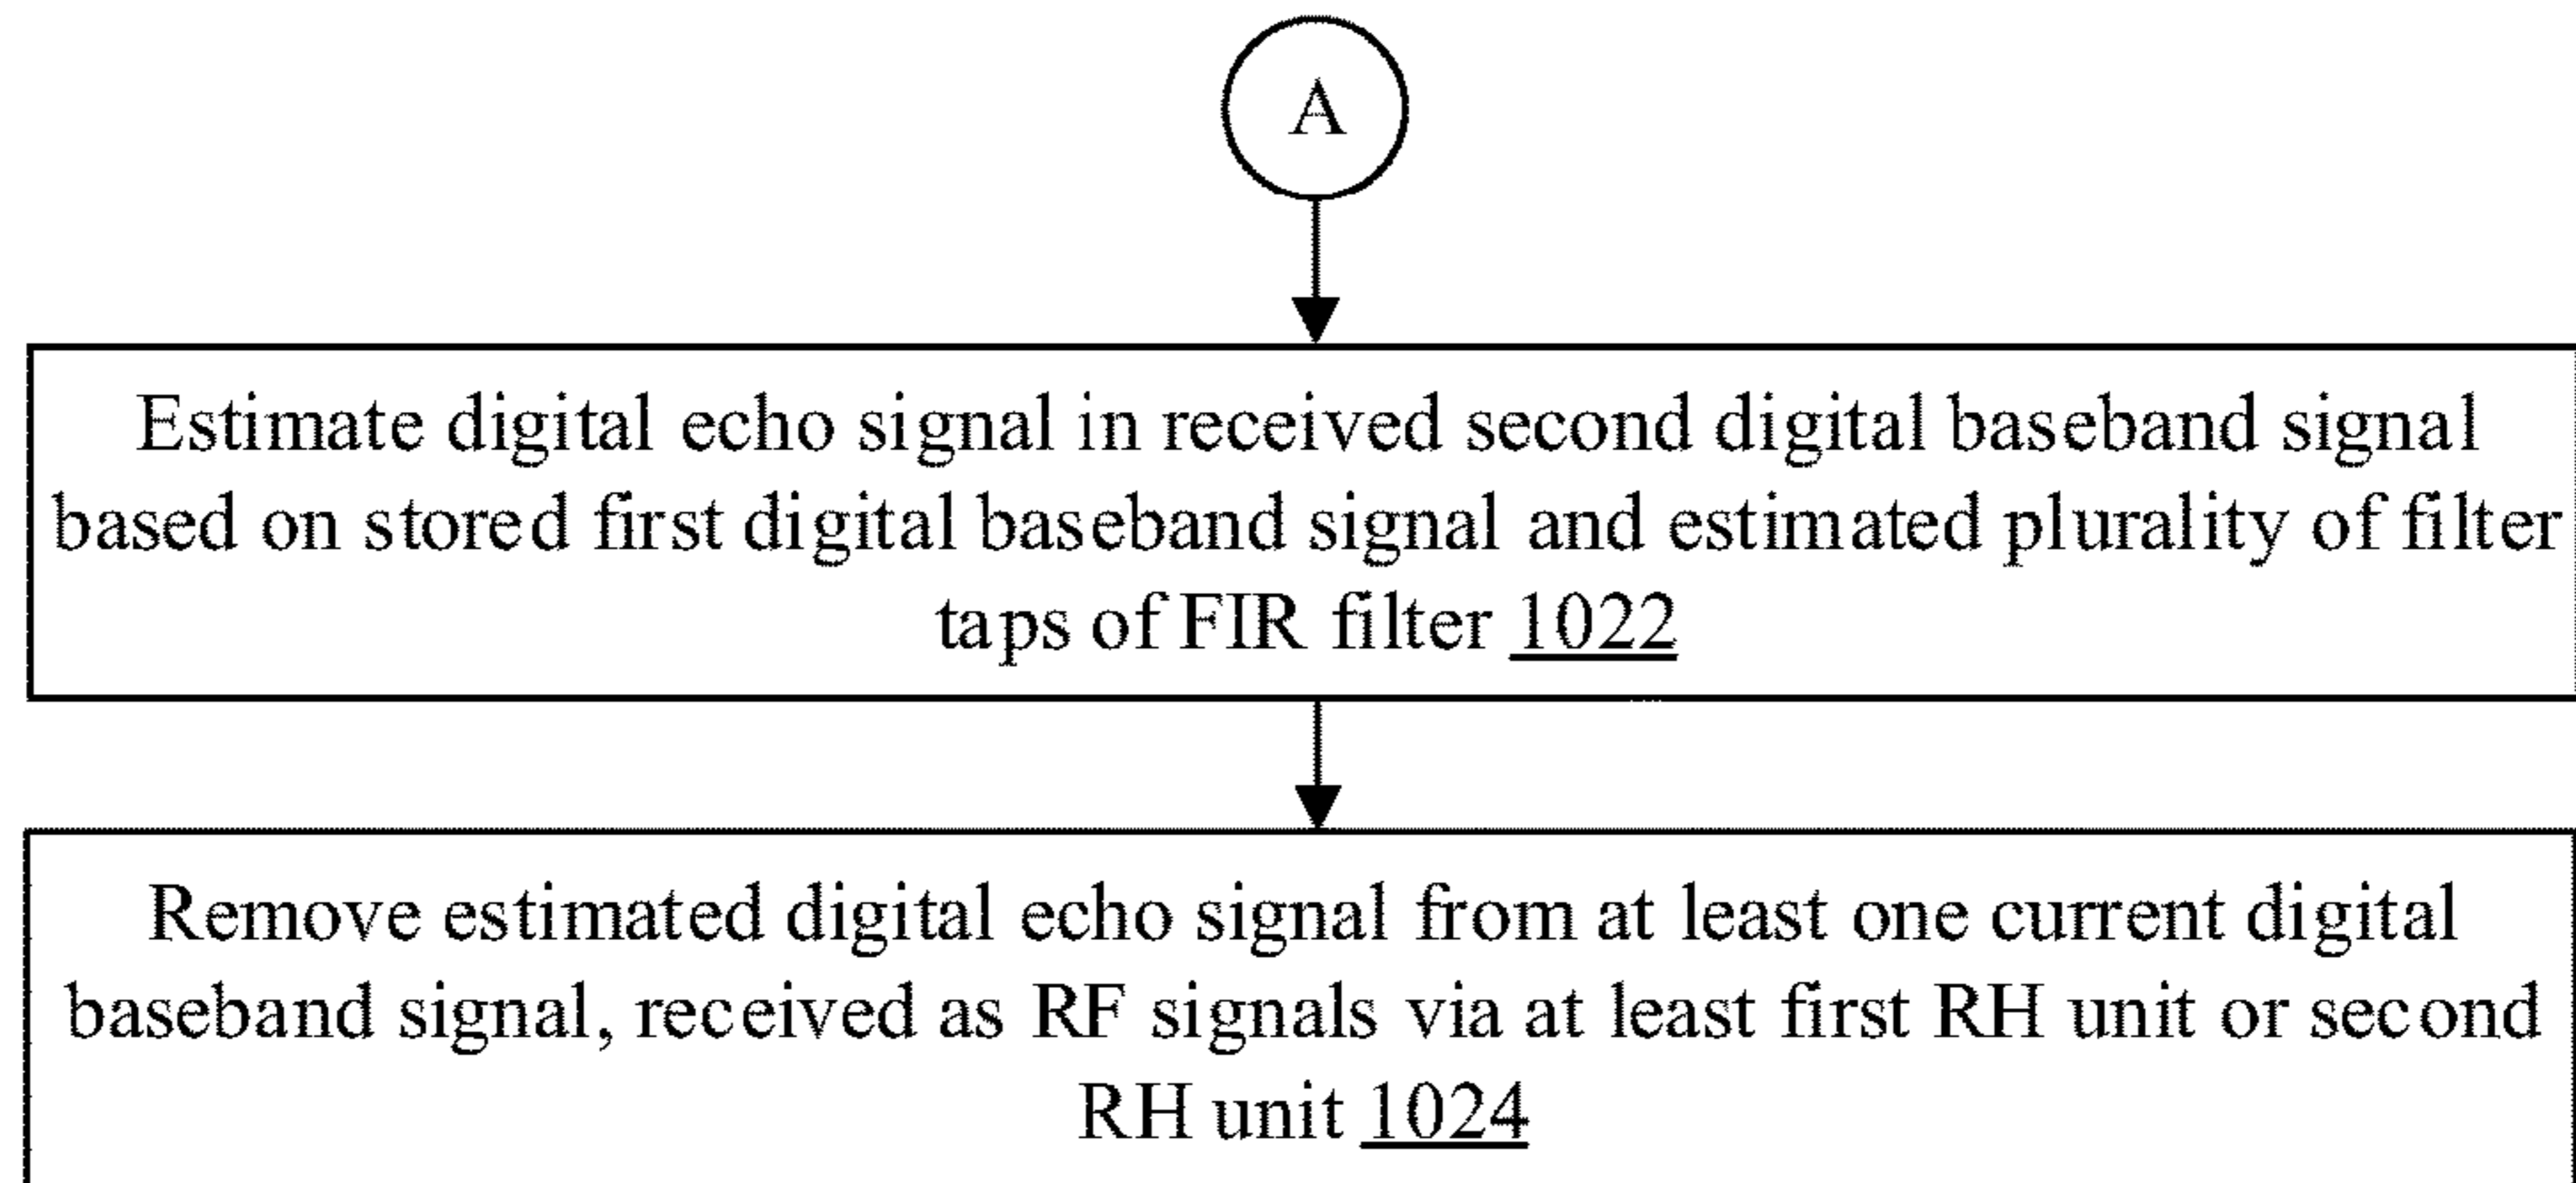 A
Estimate digital echo signal in received second digital baseband signal
based on stored first digital baseband signal and estimated plurality of filter
taps of FIR filter 1022
Remove estimated digital echo signal from at least one current digital
baseband signal, received as RF signals via at least first RH unit or second
RH unit 1024